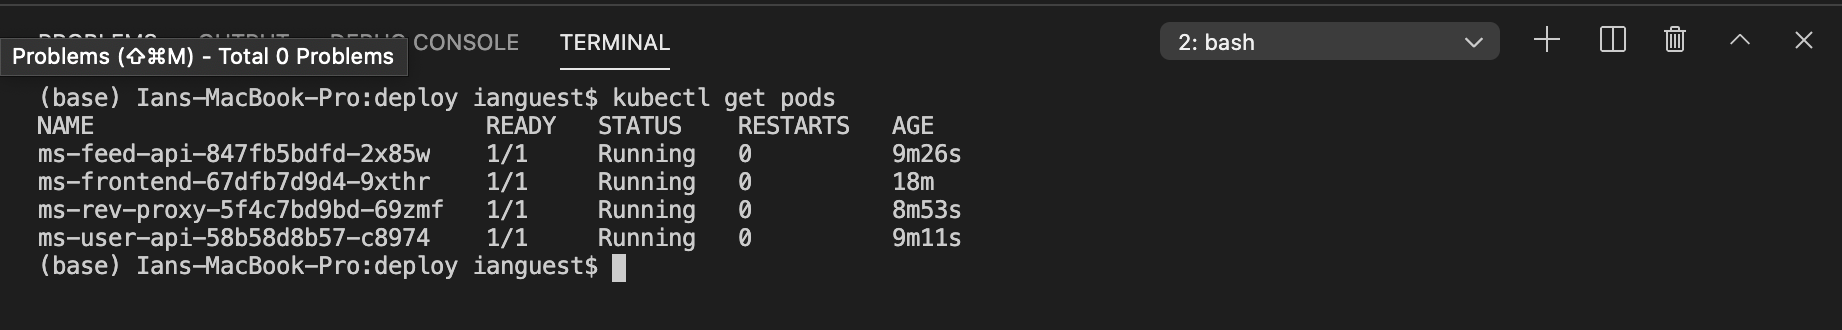 PROBLEMS OUTPUT DEBUG CONSOLE TERMINAL 2: bash
Problems (⇧⌘M) - Total 0 Problems
(base) Ians-MacBook-Pro:deploy ianguest$ kubectl get pods
NAME READY STATUS RESTARTS AGE
ms-feed-api-847fb5bdfd-2x85w 1/1 Running 0 9m26s
ms-frontend-67dfb7d9d4-9xthr 1/1 Running 0 18m
ms-rev-proxy-5f4c7bd9bd-69zmf 1/1 Running 0 8m53s
ms-user-api-58b58d8b57-c8974 1/1 Running 0 9m11s
(base) Ians-MacBook-Pro:deploy ianguest$